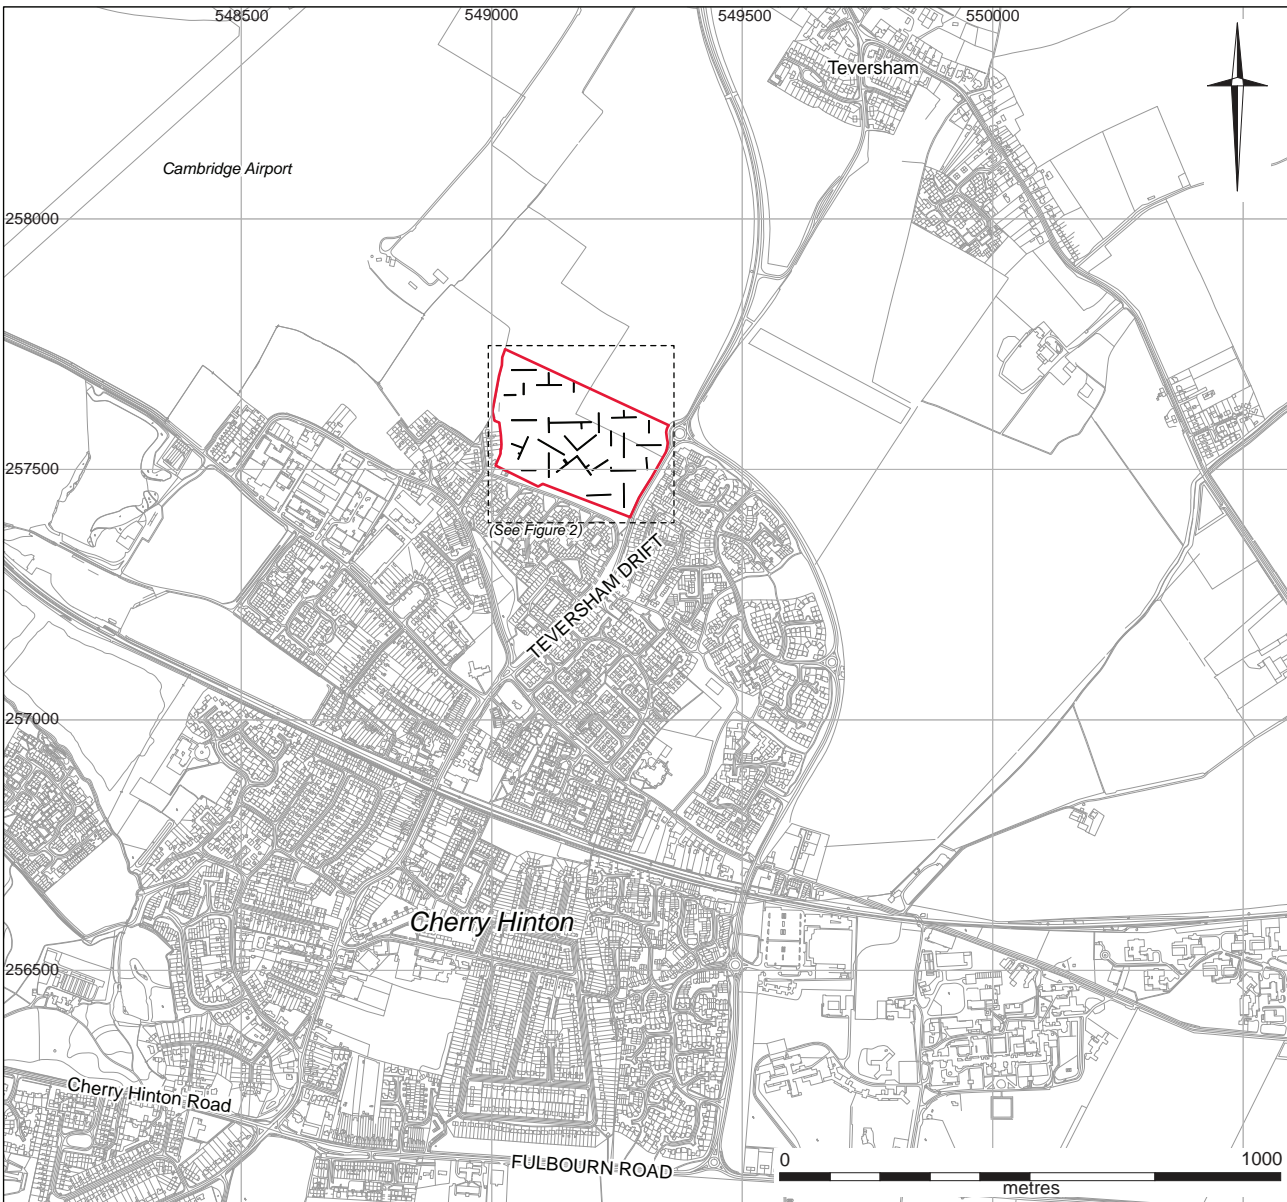 548500
549000
549500
550000
Teversham
Cambridge Airport
258000
257500
(See Figure 2)
TEVERSHAM DRIFT
257000
Cherry Hinton
256500
Cherry Hinton Road
FULBOURN ROAD
0
1000
metres